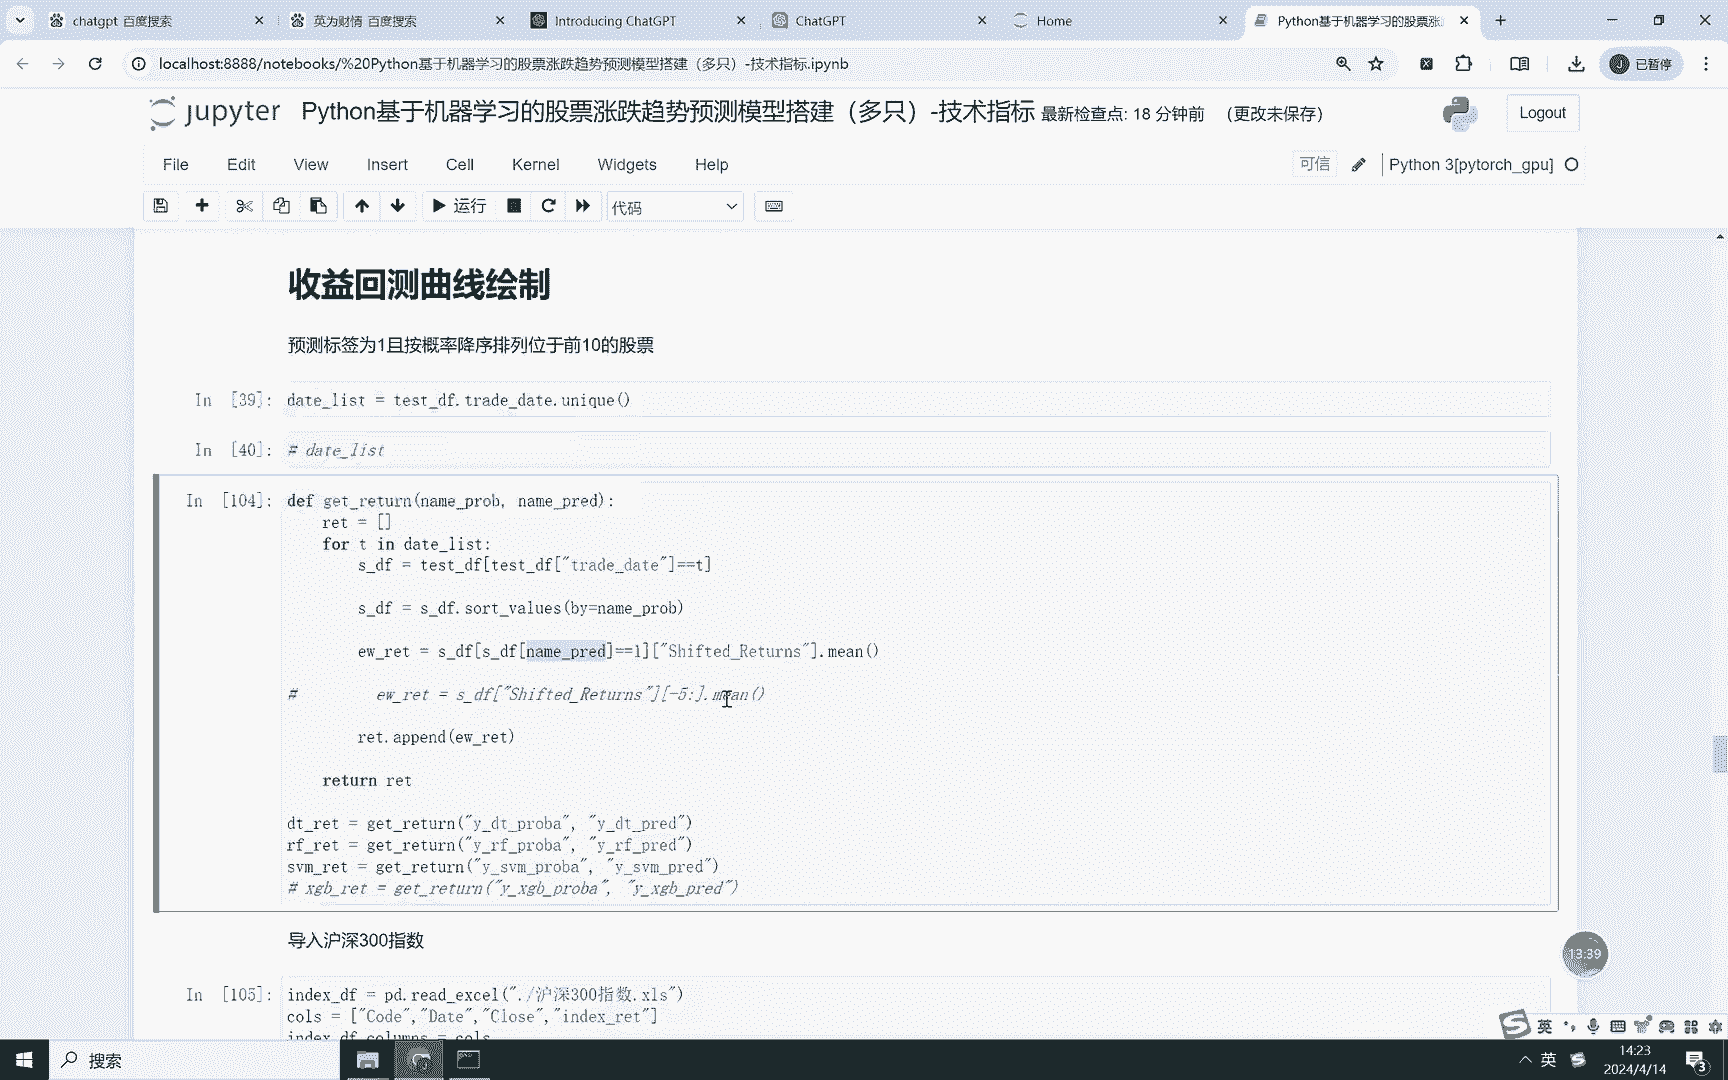 chatgpt 百度搜索
英为财情 百度搜索
Introducing ChatGPT
ChatGPT
Home
Python基于机器学习的股票涨
localhost:8888/notebooks/%20Python基于机器学习的股票涨跌趋势预测模型搭建（多只）-技术指标.ipynb
已暂停
jupyter Python基于机器学习的股票涨跌趋势预测模型搭建（多只）-技术指标 最新检查点: 18 分钟前 （更改未保存）
Logout
File Edit View Insert Cell Kernel Widgets Help
可信
Python 3[pytorch_gpu]
运行
代码
收益回测曲线绘制
预测标签为1且按概率降序排列位于前10的股票
In [39]: date_list = test_df.trade_date.unique()
In [40]: # date_list
In [104]: def get_return(name_prob, name_pred):
ret = []
for t in date_list:
s_df = test_df[test_df["trade_date"]==t]
s_df = s_df.sort_values(by=name_prob)
ew_ret = s_df[s_df[name_pred]==1]["Shifted_Returns"].mean()
# ew_ret = s_df["Shifted_Returns"][-5:].mean()
ret.append(ew_ret)
return ret
dt_ret = get_return("y_dt_proba", "y_dt_pred")
rf_ret = get_return("y_rf_proba", "y_rf_pred")
svm_ret = get_return("y_svm_proba", "y_svm_pred")
# xgb_ret = get_return("y_xgb_proba", "y_xgb_pred")
导入沪深300指数
13:39
In [105]: index_df = pd.read_excel("./沪深300指数.xls")
cols = ["Code","Date","Close","index_ret"]
index_df.columns = cols
英
搜索
英
14:23
2024/4/14
3